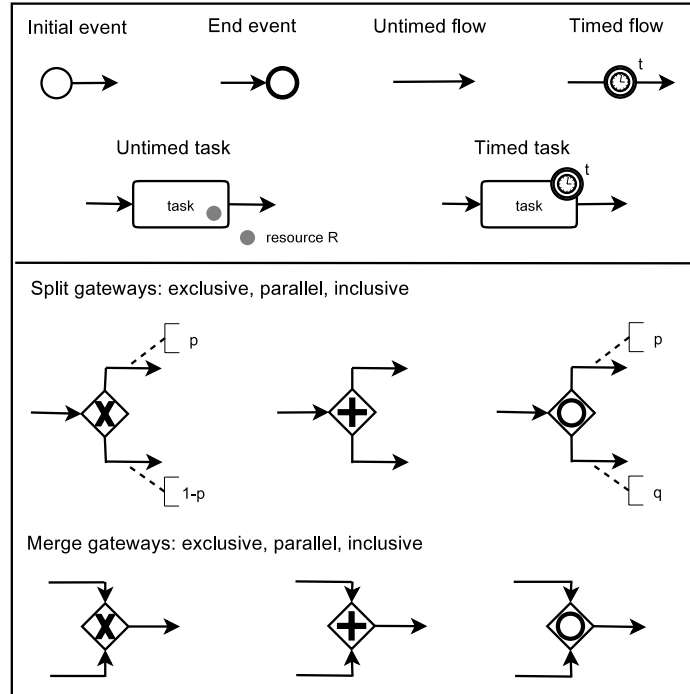 Initial event
End event
Untimed flow
Timed flow
t
Untimed task
Timed task
t
task
task
resource R
Split gateways: exclusive, parallel, inclusive
p
p
X
1-p
q
Merge gateways: exclusive, parallel, inclusive
X